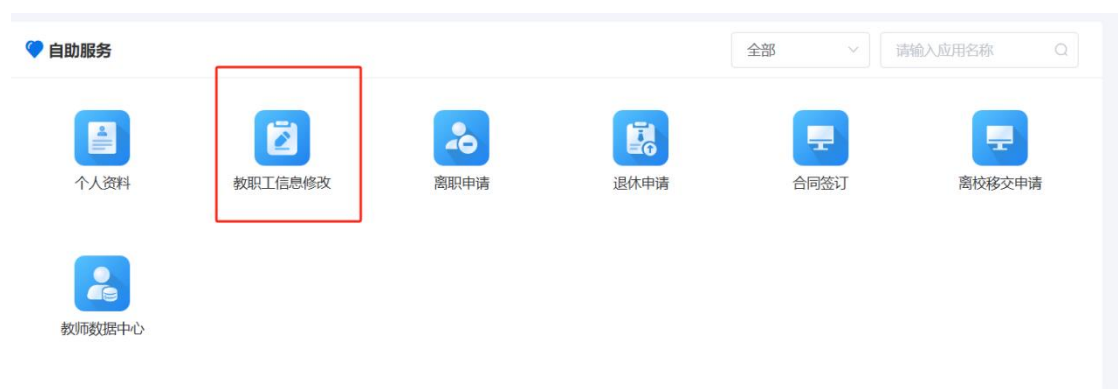 自助服务
全部
请输入应用名称
个人资料
教职工信息修改
离职申请
退休申请
合同签订
离校移交申请
教师数据中心